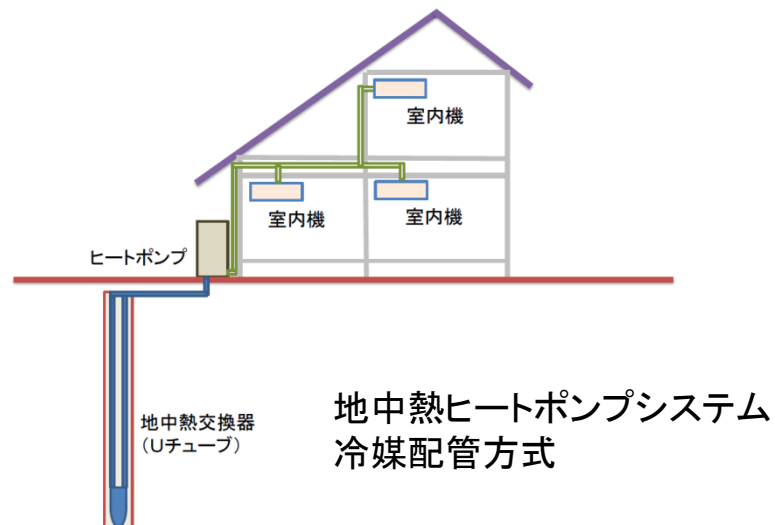 室内機
室内機
室内機
ヒートポンプ
地中熱交換器
(Uチューブ)
地中熱ヒートポンプシステム
冷媒配管方式